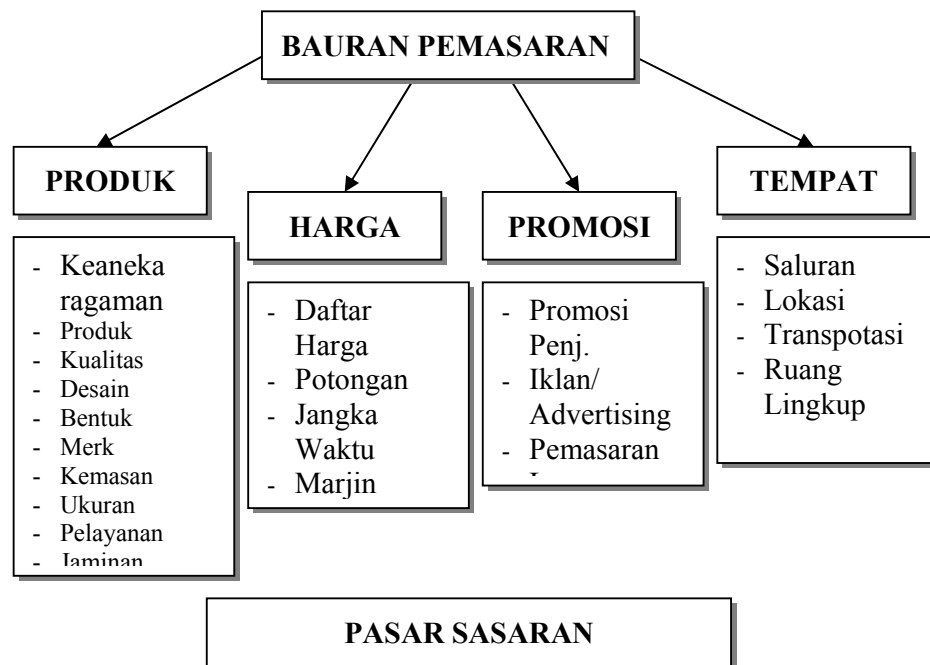 BAURAN PEMASARAN
PRODUK
- Keaneka
ragaman
- Produk
- Kualitas
- Desain
- Bentuk
- Merk
- Kemasan
- Ukuran
- Pelayanan
- Jaminan
HARGA
- Daftar
Harga
- Potongan
- Jangka
Waktu
- Marjin
PROMOSI
- Promosi
Penj.
- Iklan/
Advertising
- Pemasaran
TEMPAT
- Saluran
- Lokasi
- Transpotasi
- Ruang
Lingkup
PASAR SASARAN